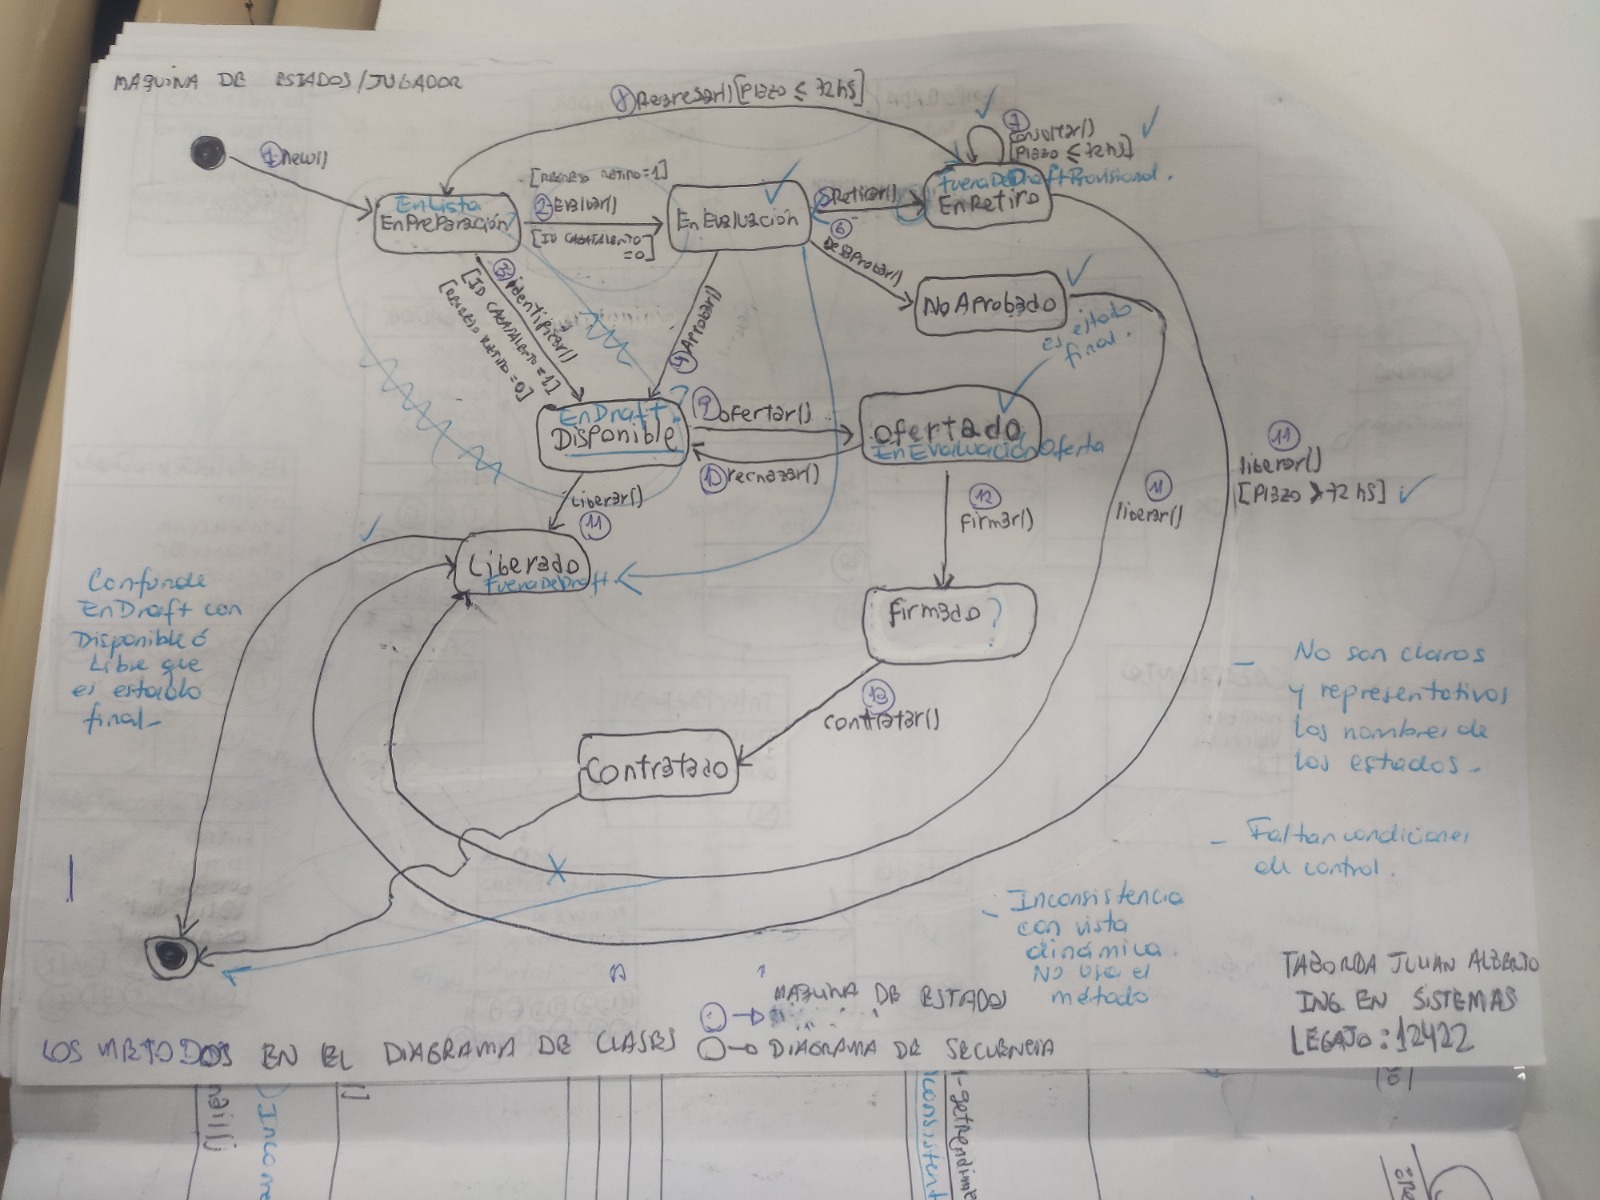 MAQUINA DE ESTADOS/JUGADOR
8 Regresar() [Plazo ≤ 72 hs]
1 new()
[REGRESO RETIRO=1]
2 Evaluar()
[ID CAZATALENTO
=0]
EnLista
EnPreparación
EnEvaluación
5 Retirar()
6
Desaprobar()
7
consultar()
[Plazo ≤ 72 hs]
FueraDeDraftProvisional.
EnRetiro
3 identificar()
[ID CAZATALENTO=1]
[REGRESO RETIRO=0]
4 Aprobar()
NoAprobado
es estado
final.
EnDraft?
Disponible
9 ofertar()
10 rechazar()
Ofertado
EnEvaluaciónOferta
11
liberar()
[Plazo > 72 hs]
11
liberar()
Liberar()
11
12
firmar()
Liberado
FueraDeDraft
Firmado ?
13
contratar()
Contratado
Confunde
EnDraft con
Disponible ó
Libre que
es estado
final-
- No son claros
y representativos
los nombres de
los estados-
- Faltan condiciones
de control.
- Inconsistencia
con vista
dinámica.
No usa el
método
TABORDA JULIAN ALBERTO
ING. EN SISTEMAS
LEGAJO: 12422
MAQUINA DE ESTADOS
DIAGRAMA DE SECUENCIA
LOS METODOS EN EL DIAGRAMA DE CLASES